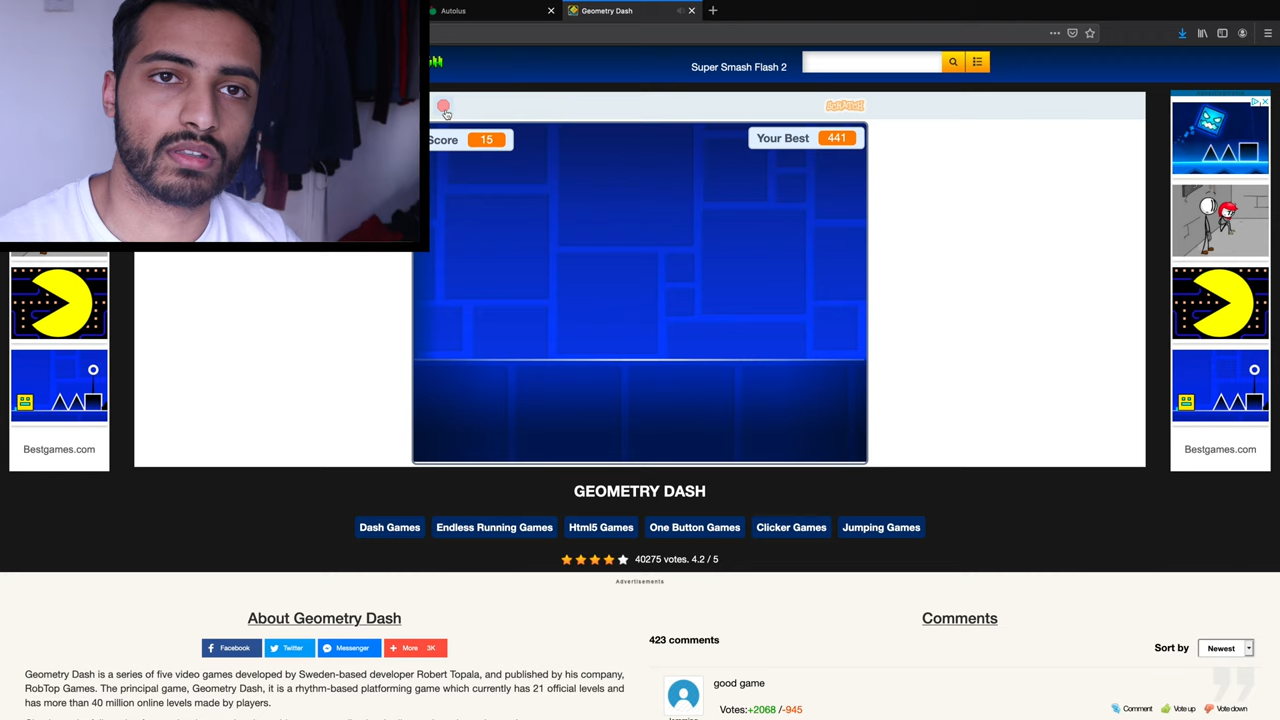 Autolus
Geometry Dash
Super Smash Flash 2
SCRATCH
Score 15
Your Best 441
Bestgames.com
Bestgames.com
GEOMETRY DASH
Dash Games
Endless Running Games
Html5 Games
One Button Games
Clicker Games
Jumping Games
40275 votes. 4.2 / 5
Advertisements
About Geometry Dash
Facebook
Twitter
Messenger
More 3K
Geometry Dash is a series of five video games developed by Sweden-based developer Robert Topala, and published by his company,
RobTop Games. The principal game, Geometry Dash, it is a rhythm-based platforming game which currently has 21 official levels and
has more than 40 million online levels made by players.
Comments
423 comments
Sort by Newest
good game
Votes:+2068 /-945
Comment
Vote up
Vote down